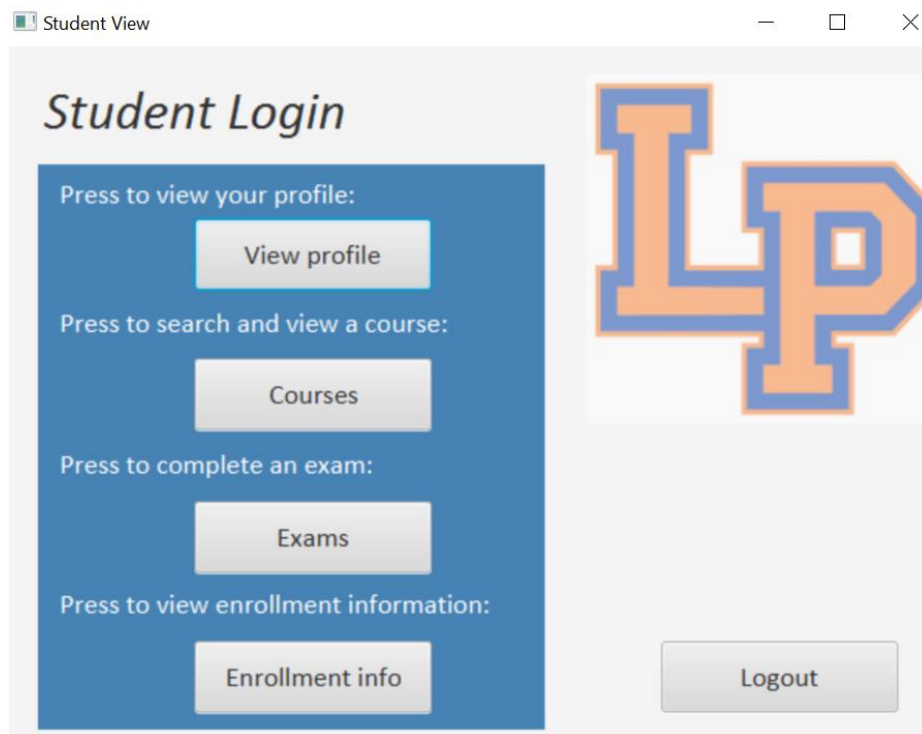 Student View
Student Login
Press to view your profile:
View profile
Press to search and view a course:
Courses
Press to complete an exam:
Exams
Press to view enrollment information:
Enrollment info
LP
Logout